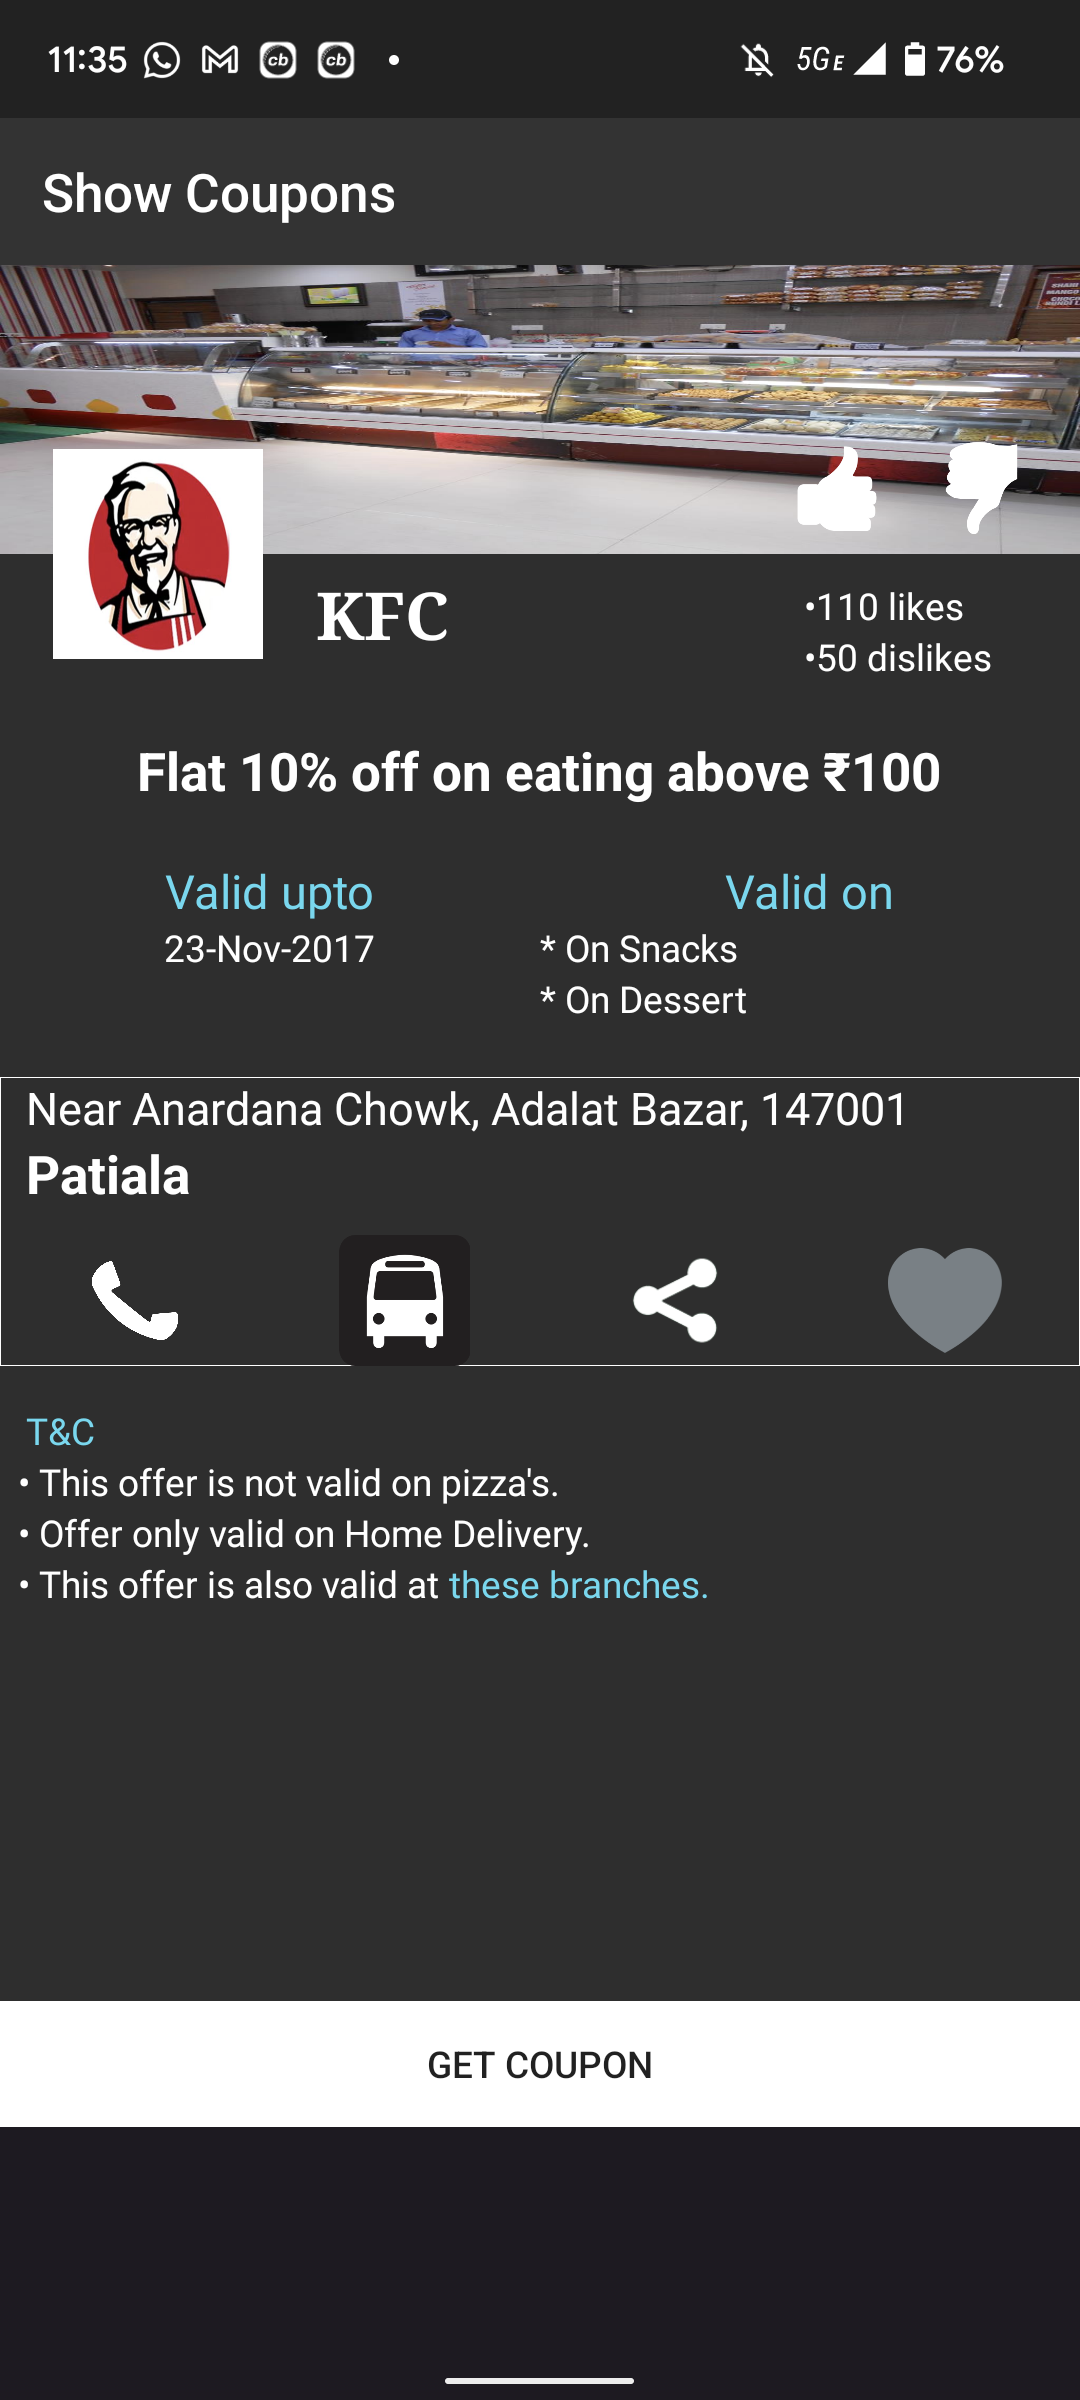 11:35
cb
cb
5GE
76%
Show Coupons
KFC
•110 likes
•50 dislikes
Flat 10% off on eating above ₹100
Valid upto
23-Nov-2017
Valid on
* On Snacks
* On Dessert
Near Anardana Chowk, Adalat Bazar, 147001
Patiala
T&C
• This offer is not valid on pizza's.
• Offer only valid on Home Delivery.
• This offer is also valid at these branches.
GET COUPON